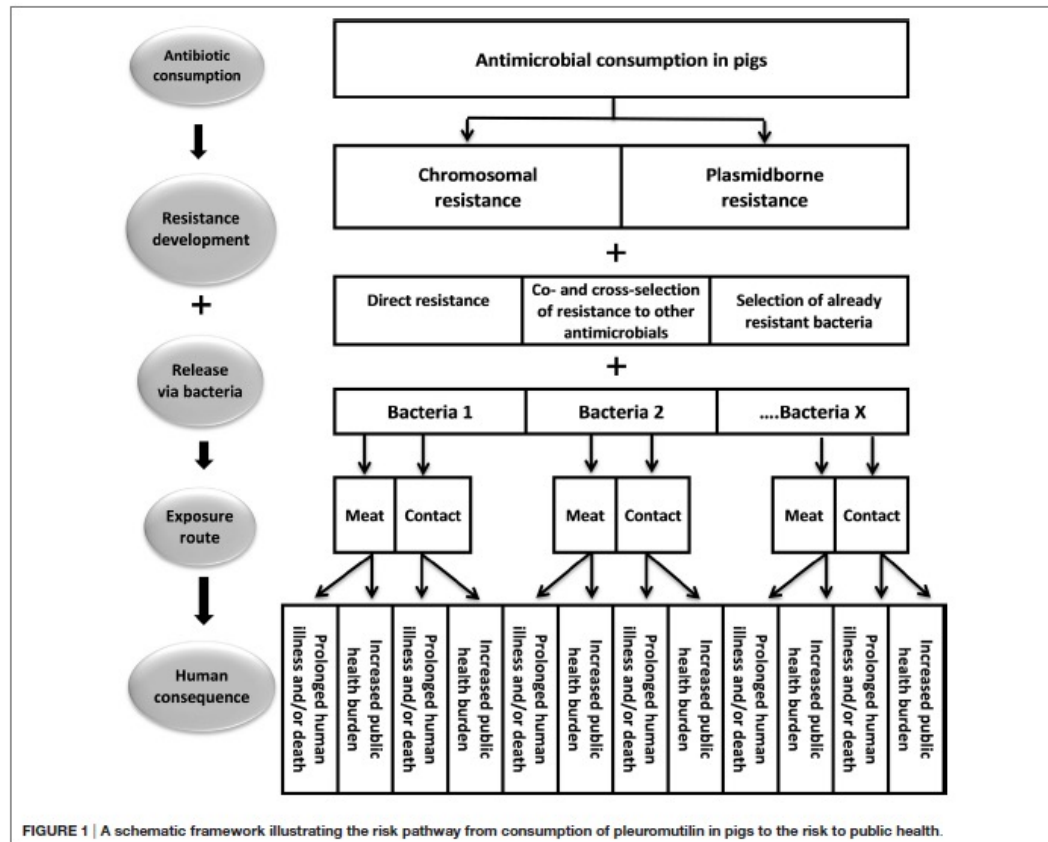 Antibiotic
consumption
Antimicrobial consumption in pigs
Resistance
development
Chromosomal
resistance
Plasmidborne
resistance
+
+
Direct resistance
Co- and cross-selection
of resistance to other
antimicrobials
Selection of already
resistant bacteria
Release
via bacteria
+
Bacteria 1
Bacteria 2
....Bacteria X
Exposure
route
Meat
Contact
Meat
Contact
Meat
Contact
Human
consequence
Prolonged human
illness and/or death
Increased public
health burden
Prolonged human
illness and/or death
Increased public
health burden
Prolonged human
illness and/or death
Increased public
health burden
Prolonged human
illness and/or death
Increased public
health burden
Prolonged human
illness and/or death
Increased public
health burden
Prolonged human
illness and/or death
Increased public
health burden
FIGURE 1 | A schematic framework illustrating the risk pathway from consumption of pleuromutilin in pigs to the risk to public health.